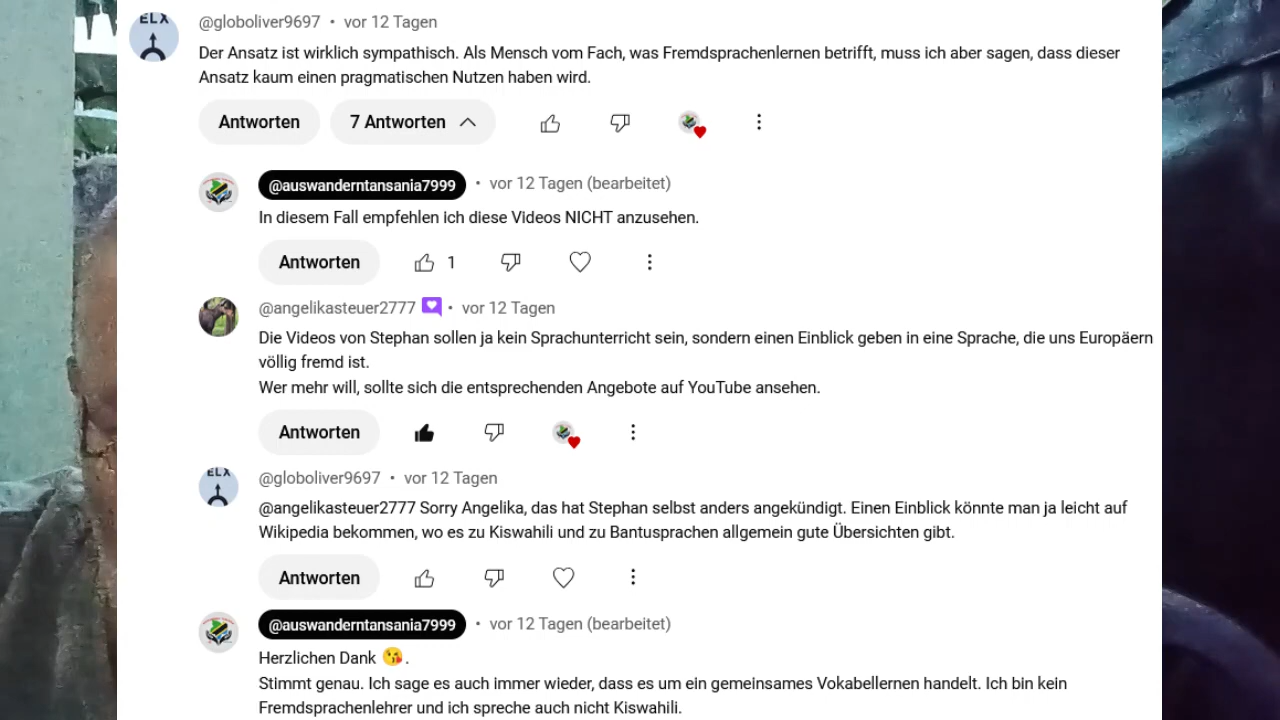 ELX
@globoliver9697 • vor 12 Tagen
Der Ansatz ist wirklich sympathisch. Als Mensch vom Fach, was Fremdsprachenlernen betrifft, muss ich aber sagen, dass dieser
Ansatz kaum einen pragmatischen Nutzen haben wird.
Antworten 7 Antworten
@auswanderntansania7999 • vor 12 Tagen (bearbeitet)
In diesem Fall empfehlen ich diese Videos NICHT anzusehen.
Antworten 1
@angelikasteuer2777 • vor 12 Tagen
Die Videos von Stephan sollen ja kein Sprachunterricht sein, sondern einen Einblick geben in eine Sprache, die uns Europäern
völlig fremd ist.
Wer mehr will, sollte sich die entsprechenden Angebote auf YouTube ansehen.
Antworten
ELX
@globoliver9697 • vor 12 Tagen
@angelikasteuer2777 Sorry Angelika, das hat Stephan selbst anders angekündigt. Einen Einblick könnte man ja leicht auf
Wikipedia bekommen, wo es zu Kiswahili und zu Bantusprachen allgemein gute Übersichten gibt.
Antworten
@auswanderntansania7999 • vor 12 Tagen (bearbeitet)
Herzlichen Dank 😘.
Stimmt genau. Ich sage es auch immer wieder, dass es um ein gemeinsames Vokabellernen handelt. Ich bin kein
Fremdsprachenlehrer und ich spreche auch nicht Kiswahili.